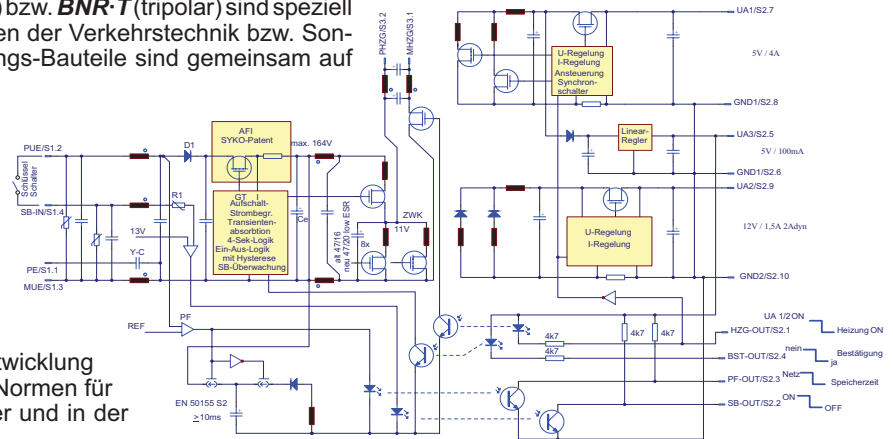 ) bzw. BNR·T (tripolar) sind speziell
en der Verkehrstechnik bzw. Son-
ngs-Bauteile sind gemeinsam auf
PHZG/S3.2
MHZG/S3.1
UA1/S2.7
U-Regelung
I-Regelung
Ansteuerung
Synchron-
schalter
5V / 4A
GND1/S2.8
Linear-
Regler
UA3/S2.5
5V / 100mA
GND1/S2.6
UA2/S2.9
U-Regelung
I-Regelung
12V / 1,5A 2Adyn
GND2/S2.10
AFI
SYKO-Patent
max. 164V
PUE/S1.2
D1
Schlüssel
Schalter
SB-IN/S1.4
R1
GT
I
Aufschalt-
Strombegr.
Transienten-
absorbtion
4-Sek-Logik
Ein-Aus-Logik
mit Hysterese
SB-Überwachung
Ce
alt 47/16
neu 47/20 low ESR
8x
ZWK
11V
13V
Y-C
PE/S1.1
MUE/S1.3
PF
REF
EN 50155 S2
≥10ms
4k7
4k7
4k7
4k7
UA 1/2ON
HZG-OUT/S2.1
Heizung ON
nein
BST-OUT/S2.4
ja
Bestätigung
PF-OUT/S2.3
Netz
Speicherzeit
SB-OUT/S2.2
ON
OFF
twicklung
Normen für
er und in der